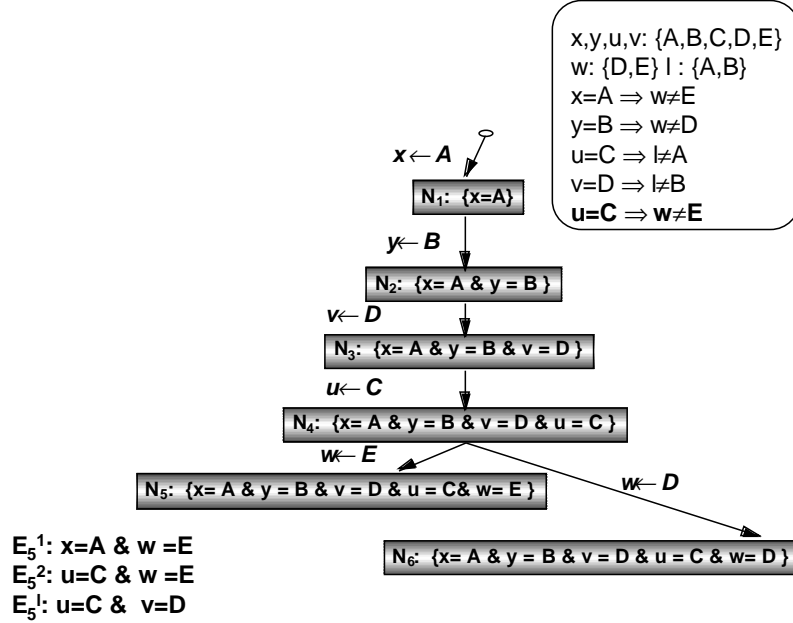 x,y,u,v: {A,B,C,D,E}
w: {D,E} l : {A,B}
x=A ⇒ w≠E
y=B ⇒ w≠D
u=C ⇒ l≠A
v=D ⇒ l≠B
u=C ⇒ w≠E
x ← A
N₁: {x=A}
y← B
N₂: {x= A & y = B }
v← D
N₃: {x= A & y = B & v = D }
u← C
N₄: {x= A & y = B & v = D & u = C }
w← E
w← D
N₅: {x= A & y = B & v = D & u = C& w= E }
N₆: {x= A & y = B & v = D & u = C & w= D }
E₅¹: x=A & w =E
E₅²: u=C & w =E
E₅ˡ: u=C & v=D